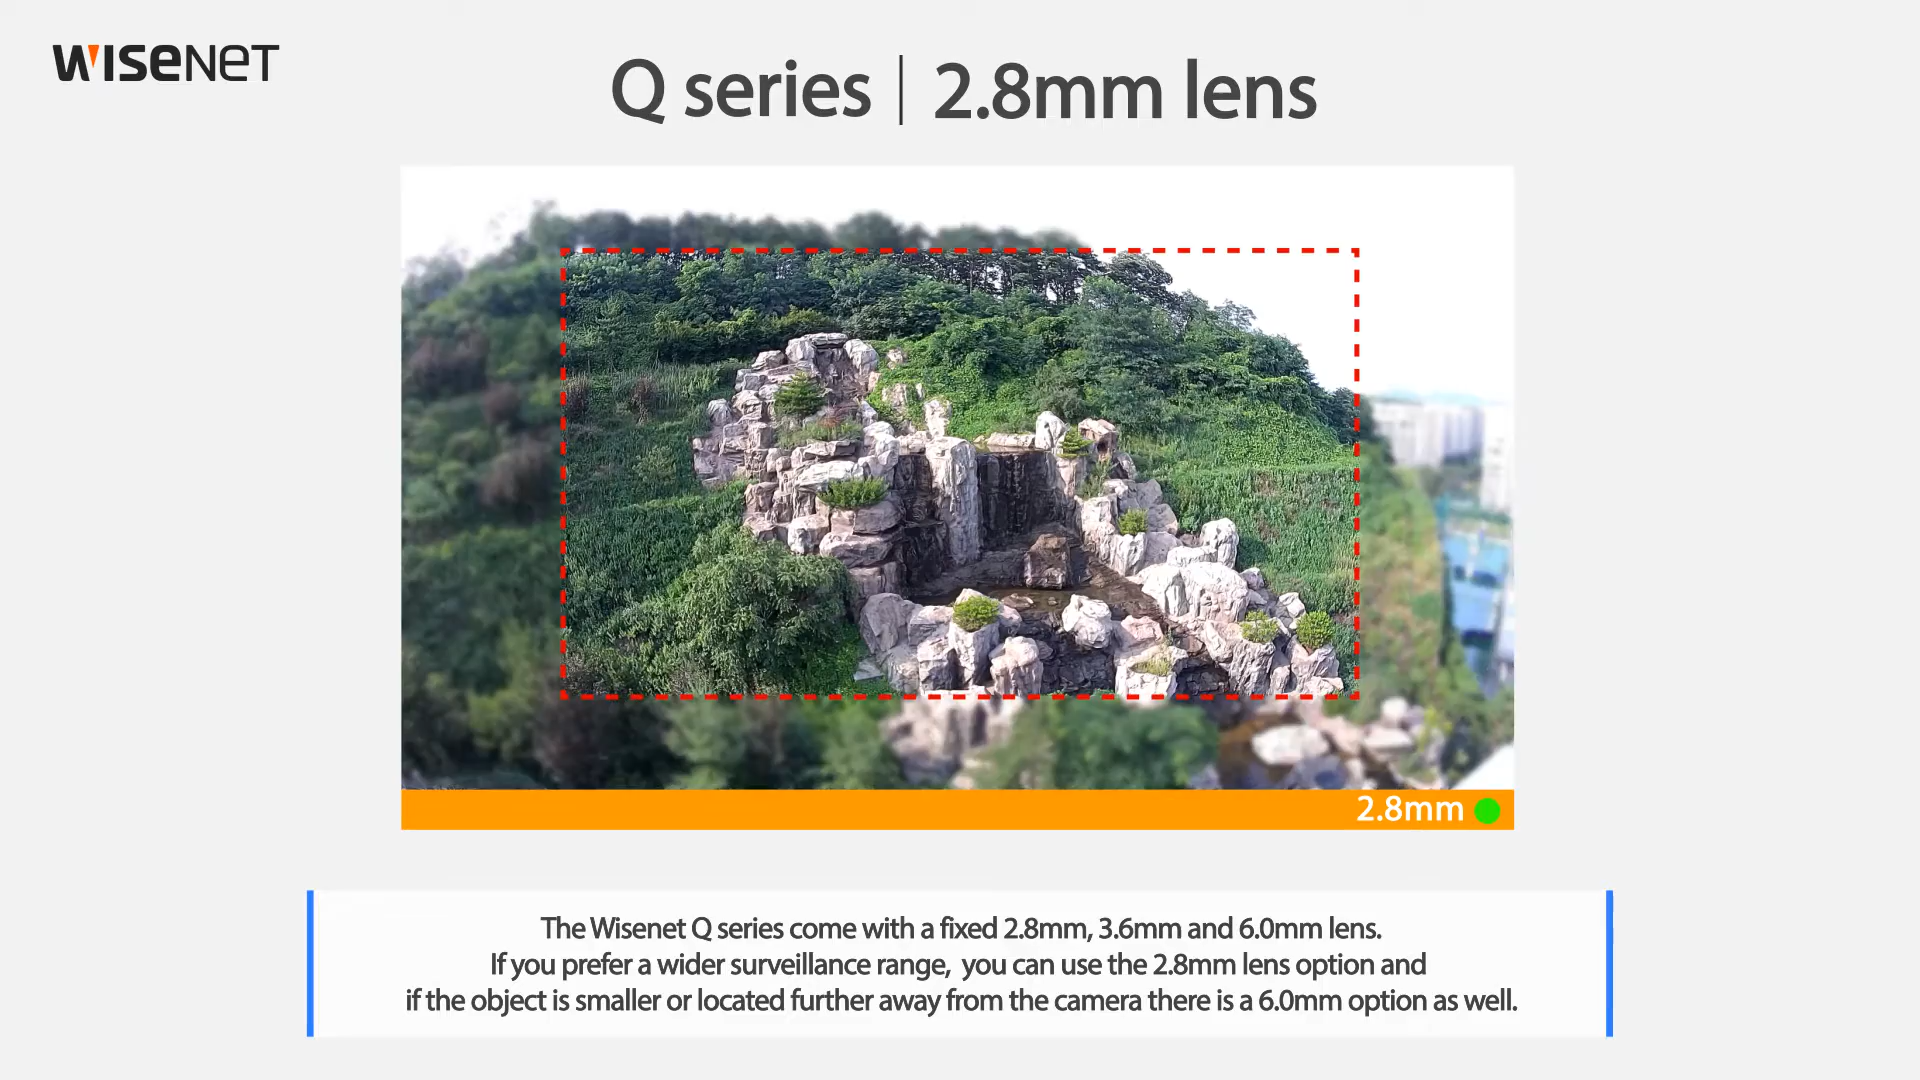 WISENET
Q series | 2.8mm lens
2.8mm
The Wisenet Q series come with a fixed 2.8mm, 3.6mm and 6.0mm lens.
If you prefer a wider surveillance range, you can use the 2.8mm lens option and
if the object is smaller or located further away from the camera there is a 6.0mm option as well.